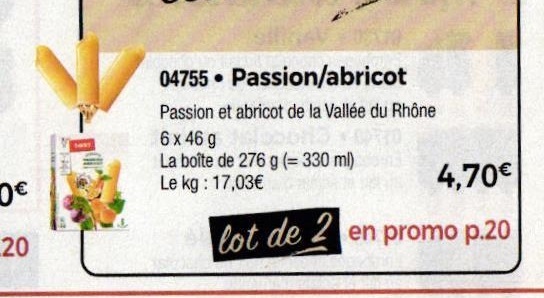 04755 • Passion/abricot
Passion et abricot de la Vallée du Rhône
6 x 46 g
La boîte de 276 g (= 330 ml)
Le kg : 17,03€
4,70€
0€
lot de 2 en promo p.20
.20